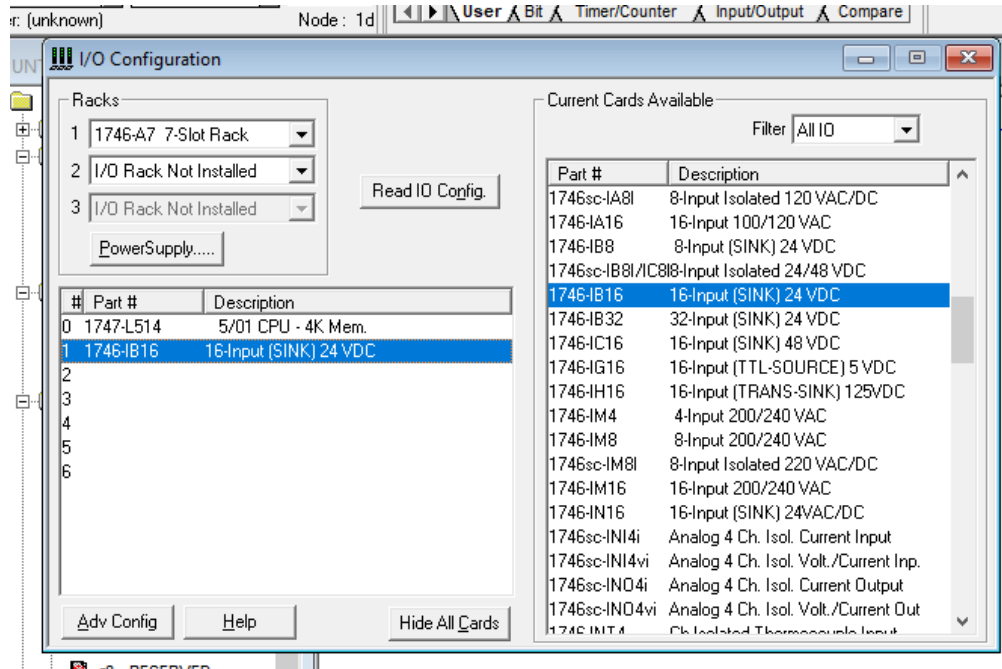 er: (unknown)
Node : 1d
User Bit Timer/Counter Input/Output Compare
I/O Configuration
Racks
1 1746-A7 7-Slot Rack
2 I/O Rack Not Installed
3 I/O Rack Not Installed
PowerSupply.....
Read IO Config.
# Part # Description
0 1747-L514 5/01 CPU - 4K Mem.
1 1746-IB16 16-Input (SINK) 24 VDC
2
3
4
5
6
Adv Config
Help
Hide All Cards
Current Cards Available
Filter All IO
Part # Description
1746sc-IA8I 8-Input Isolated 120 VAC/DC
1746-IA16 16-Input 100/120 VAC
1746-IB8 8-Input (SINK) 24 VDC
1746sc-IB8I/IC8I8-Input Isolated 24/48 VDC
1746-IB16 16-Input (SINK) 24 VDC
1746-IB32 32-Input (SINK) 24 VDC
1746-IC16 16-Input (SINK) 48 VDC
1746-IG16 16-Input (TTL-SOURCE) 5 VDC
1746-IH16 16-Input (TRANS-SINK) 125VDC
1746-IM4 4-Input 200/240 VAC
1746-IM8 8-Input 200/240 VAC
1746sc-IM8I 8-Input Isolated 220 VAC/DC
1746-IM16 16-Input 200/240 VAC
1746-IN16 16-Input (SINK) 24VAC/DC
1746sc-INI4i Analog 4 Ch. Isol. Current Input
1746sc-INI4vi Analog 4 Ch. Isol. Volt./Current Inp.
1746sc-INO4i Analog 4 Ch. Isol. Current Output
1746sc-INO4vi Analog 4 Ch. Isol. Volt./Current Out
1746-INT4 Ch Isolated Thermocouple Input
RESERVED